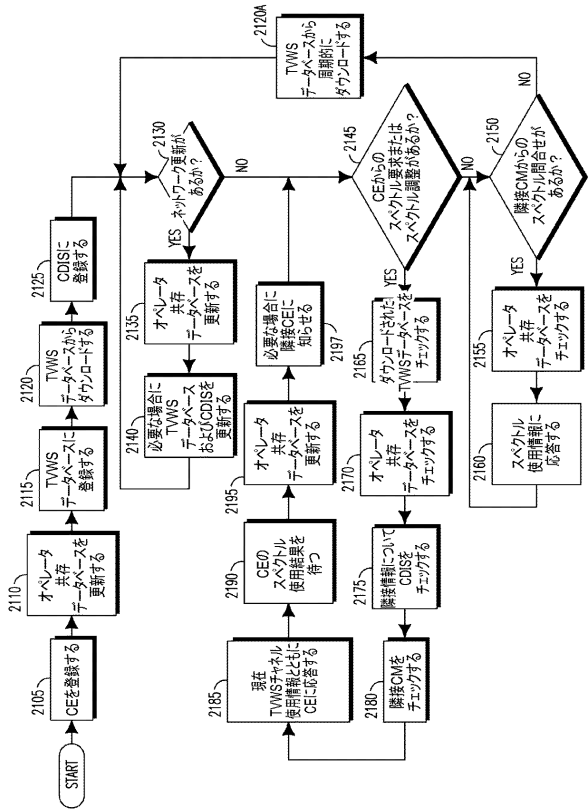 START
2105
CEを登録する
2110
オペレータ
共存
データベースを
更新する
2115
TVWS
データベースに
登録する
2120
TVWS
データベースから
ダウンロードする
2125
CDISに
登録する
2130
ネットワーク更新が
あるか?
YES
NO
2135
オペレータ
共存
データベースを
更新する
2140
必要な場合に
TVWS
データベース
およびCDISを
更新する
2120A
TVWS
データベースから
周期的に
ダウンロードする
2145
CEからの
スペクトル要求または
スペクトル調整があるか?
YES
NO
2165
ダウンロードされた
TVWSデータベースを
チェックする
2170
オペレータ
共存
データベースを
チェックする
2175
隣接情報について
CDISを
チェックする
2180
隣接CMを
チェックする
2185
現在
TVWSチャネル
使用情報とともに
CEに応答する
2190
CEの
スペクトル
使用結果を
待つ
2195
オペレータ
共存
データベースを
更新する
必要な場合に
隣接CEに
知らせる
2197
2150
隣接CMからの
スペクトル問合せが
あるか?
YES
NO
2155
オペレータ
共存
データベースを
チェックする
2160
スペクトル
使用情報に
応答する